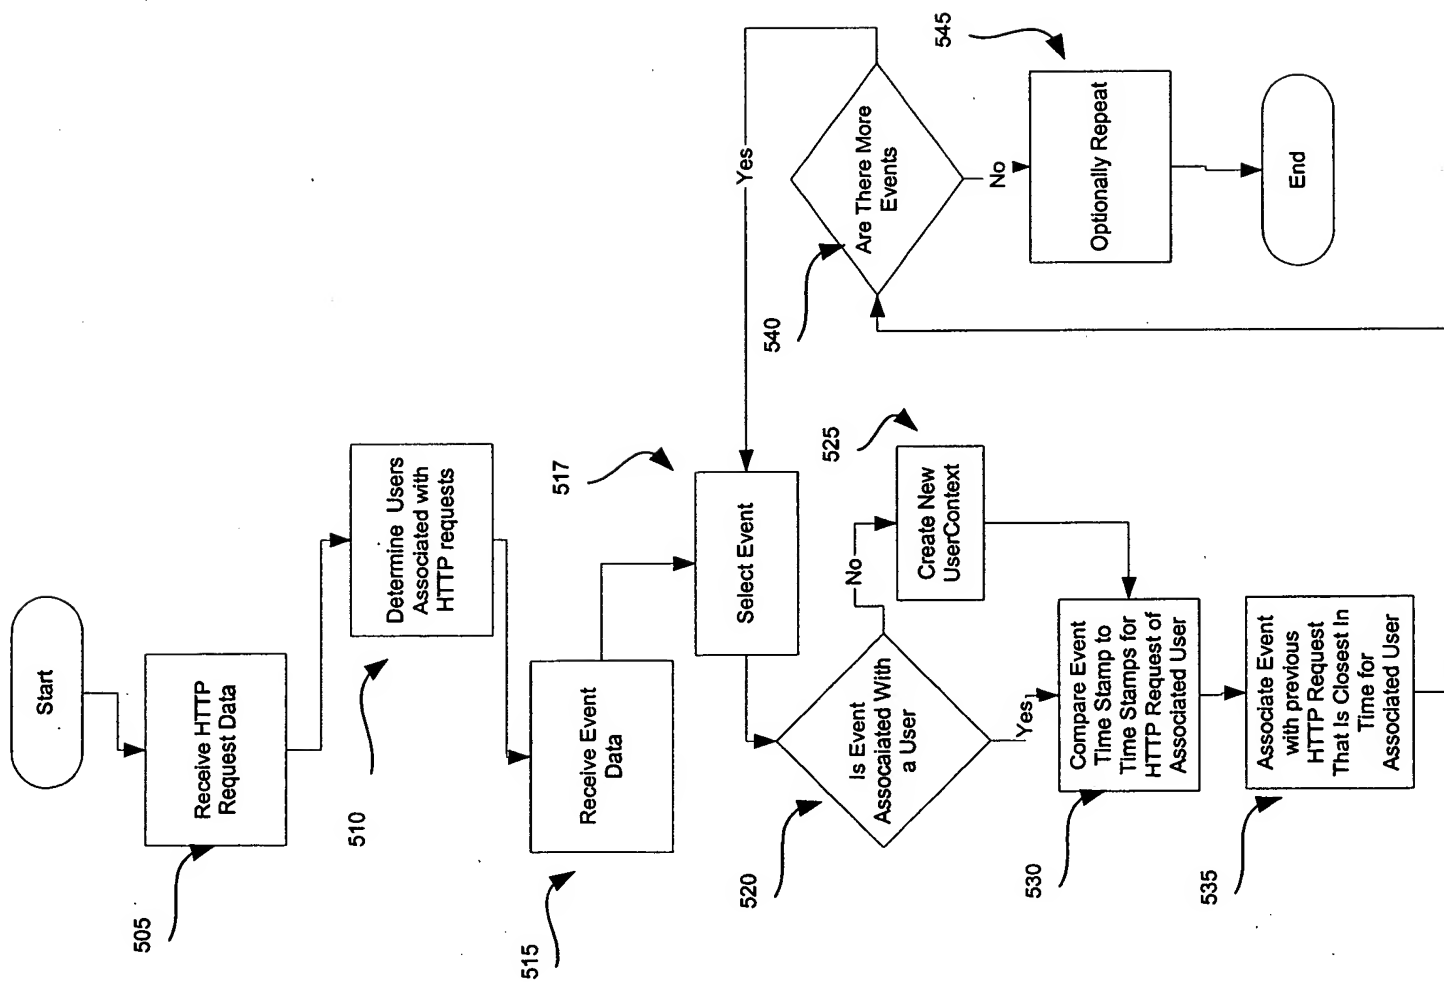 Start
Receive HTTP
Request Data
505
Determine Users
Associated with
HTTP requests
510
Receive Event
Data
515
Select Event
517
Is Event
Assocaiated With
a User
520
No
Create New
UserContext
525
Yes
Compare Event
Time Stamp to
Time Stamps for
HTTP Request of
Associated User
530
Associate Event
with previous
HTTP Request
That Is Closest In
Time for
Associated User
535
Are There More
Events
540
Yes
No
Optionally Repeat
545
End